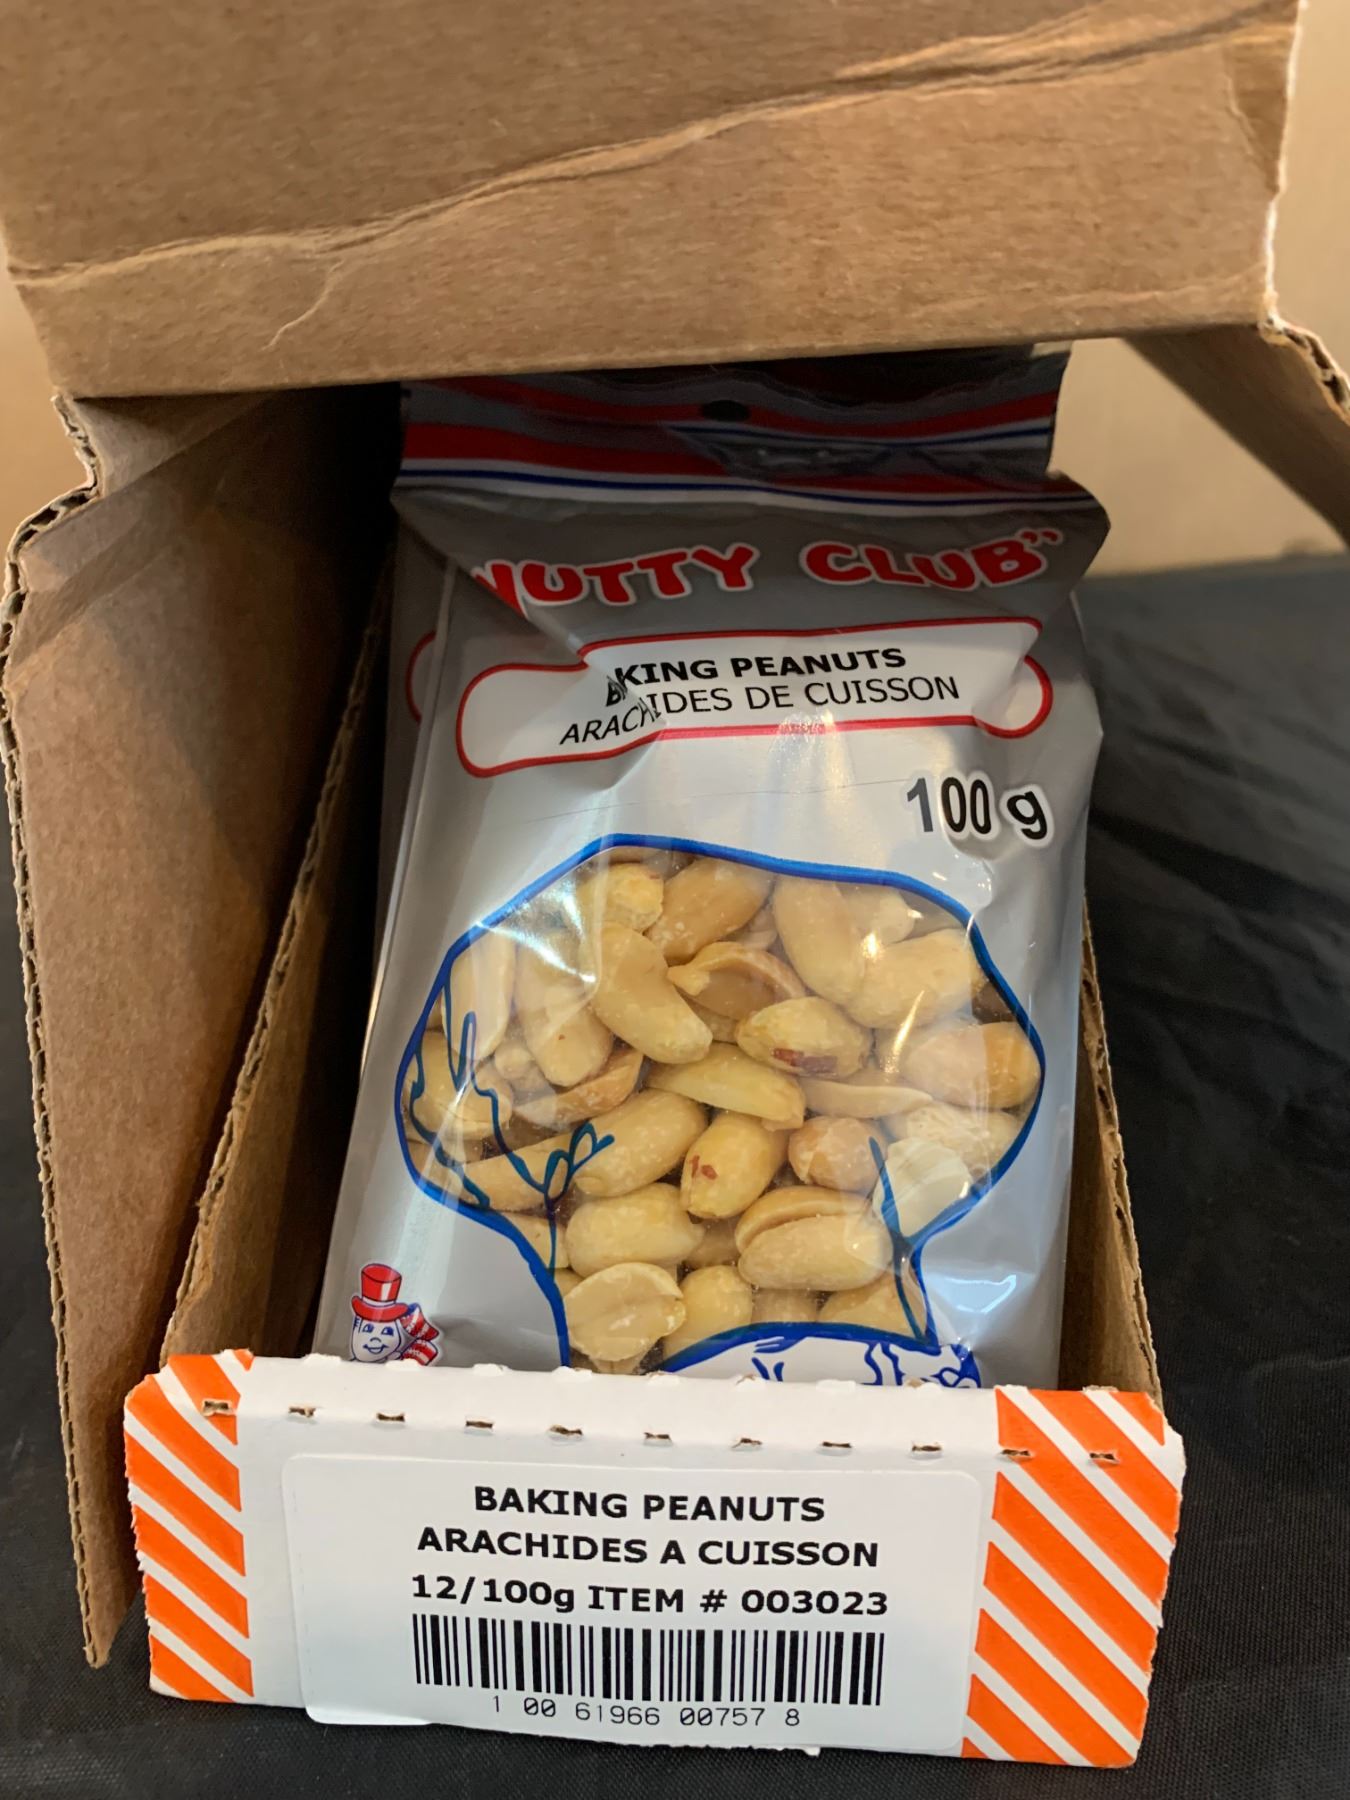 NUTTY CLUB"
BAKING PEANUTS
ARACHIDES DE CUISSON
100 g
BAKING PEANUTS
ARACHIDES A CUISSON
12/100g ITEM # 003023
1 00 61966 00757 8